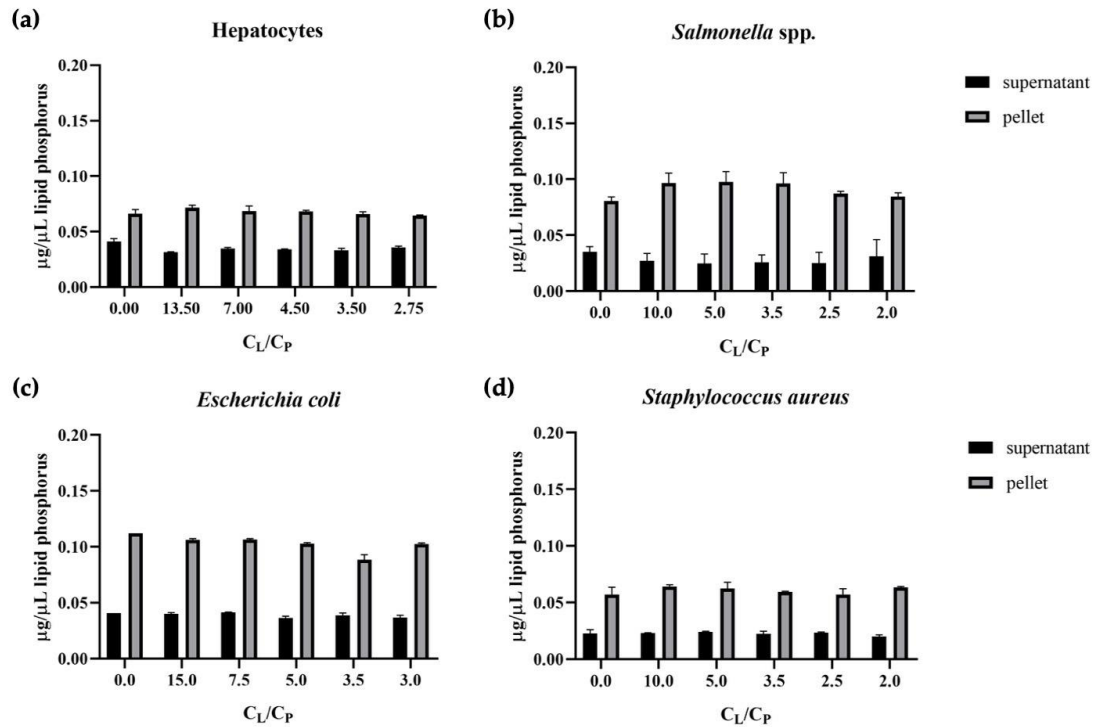 (a)
Hepatocytes
µg/µL lipid phosphorus
0.20
0.15
0.10
0.05
0.00
0.00 13.50 7.00 4.50 3.50 2.75
CL/CP
(b)
Salmonella spp.
µg/µL lipid phosphorus
0.20
0.15
0.10
0.05
0.00
0.0 10.0 5.0 3.5 2.5 2.0
CL/CP
supernatant
pellet
(c)
Escherichia coli
µg/µL lipid phosphorus
0.20
0.15
0.10
0.05
0.00
0.0 15.0 7.5 5.0 3.5 3.0
CL/CP
(d)
Staphylococcus aureus
µg/µL lipid phosphorus
0.20
0.15
0.10
0.05
0.00
0.0 10.0 5.0 3.5 2.5 2.0
CL/CP
supernatant
pellet